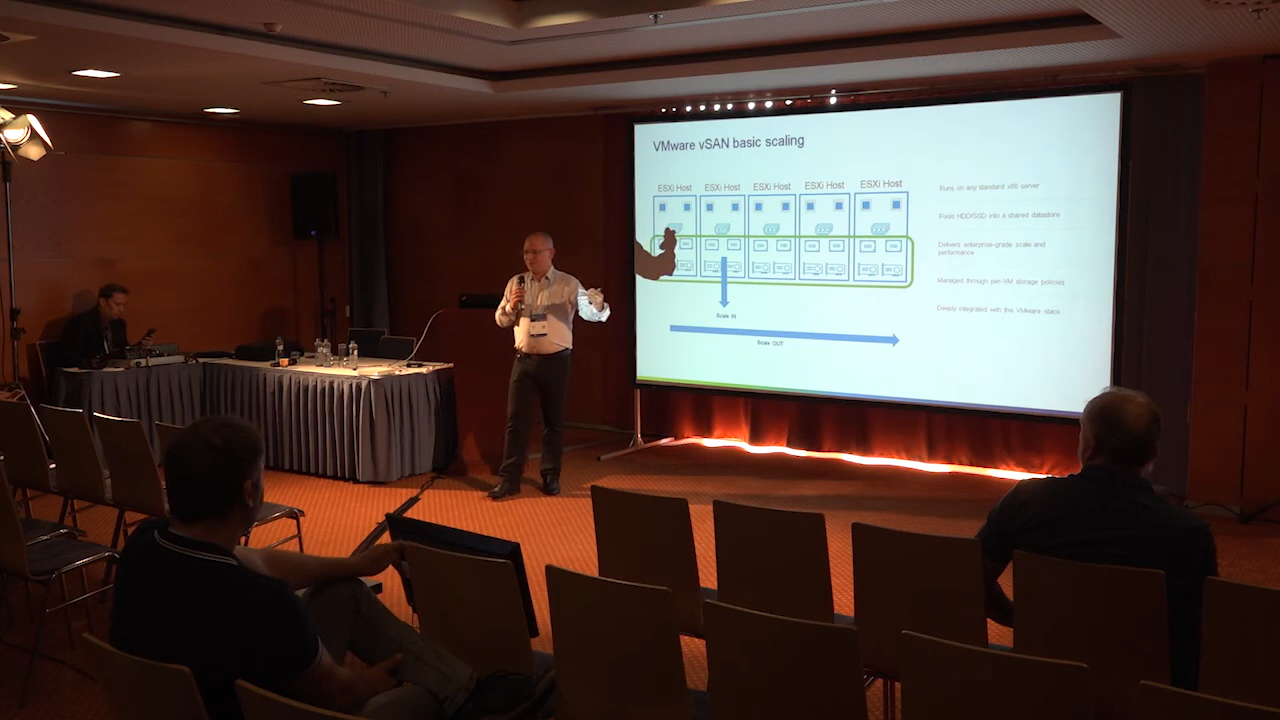 VMware vSAN basic scaling
ESXi Host ESXi Host ESXi Host ESXi Host ESXi Host
Runs on any standard x86 server
Pools HDD/SSD into a shared datastore
Delivers enterprise-grade scale and
performance
Managed through per-VM storage policies
Deeply integrated with the VMware stack
Scale IN
Scale OUT